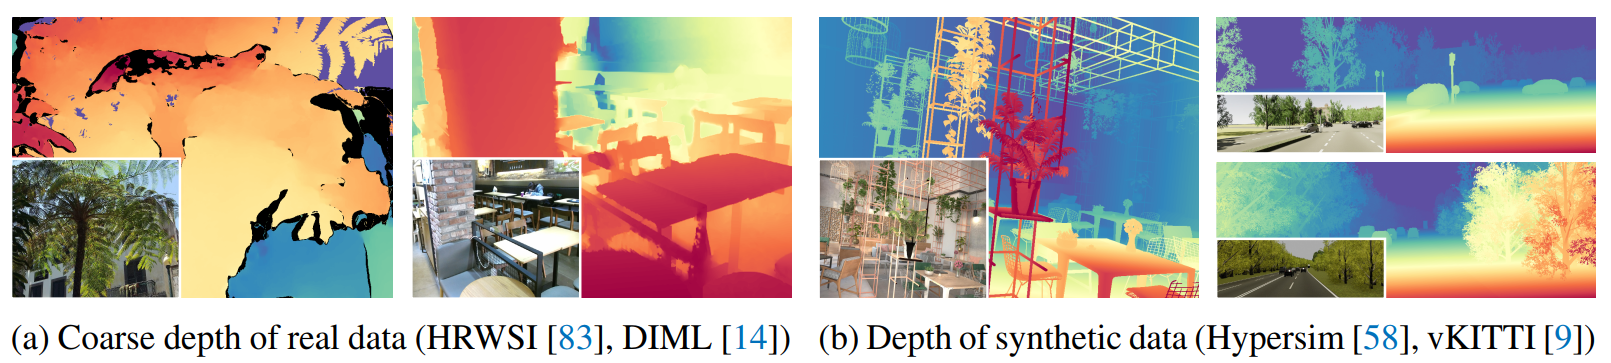 (a) Coarse depth of real data (HRWSI [83], DIML [14])
(b) Depth of synthetic data (Hypersim [58], vKITTI [9])